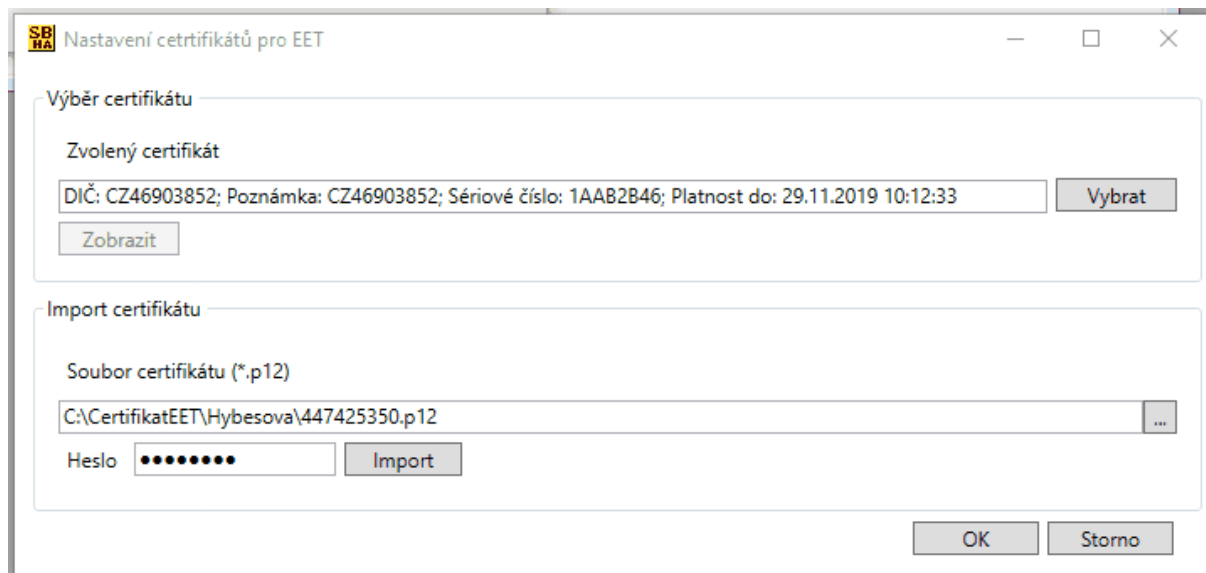 SB
HA
Nastavení cetrtifikátů pro EET
Výběr certifikátu
Zvolený certifikát
DIČ: CZ46903852; Poznámka: CZ46903852; Sériové číslo: 1AAB2B46; Platnost do: 29.11.2019 10:12:33
Vybrat
Zobrazit
Import certifikátu
Soubor certifikátu (*.p12)
C:\CertifikatEET\Hybesova\447425350.p12
...
Heslo ●●●●●●●● Import
OK Storno